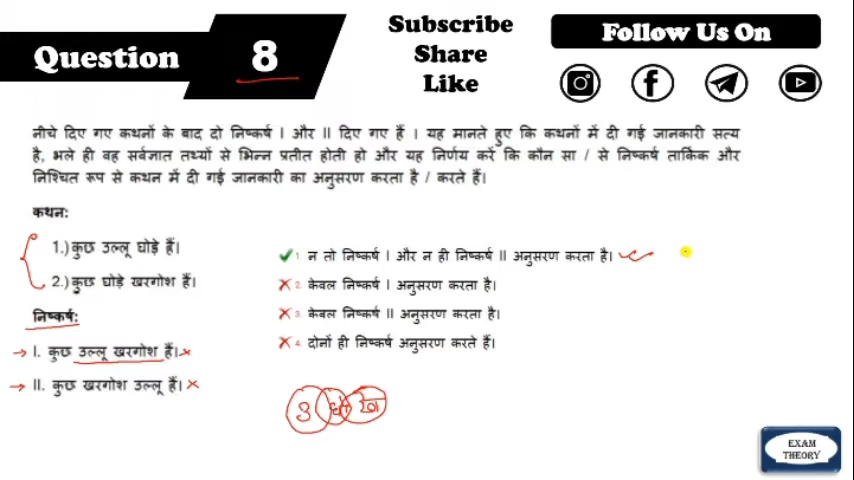 Question 8
Subscribe
Share
Like
Follow Us On
नीचे दिए गए कथनों के बाद दो निष्कर्ष I और II दिए गए हैं । यह मानते हुए कि कथनों में दी गई जानकारी सत्य
है, भले ही वह सर्वज्ञात तथ्यों से भिन्न प्रतीत होती हो और यह निर्णय करें कि कौन सा / से निष्कर्ष तार्किक और
निश्चित रूप से कथन में दी गई जानकारी का अनुसरण करता है / करते हैं।
कथन:
1.) कुछ उल्लू घोड़े हैं।
2.) कुछ घोड़े खरगोश हैं।
निष्कर्ष:
I. कुछ उल्लू खरगोश हैं।
II. कुछ खरगोश उल्लू हैं।
1. न तो निष्कर्ष I और न ही निष्कर्ष II अनुसरण करता है।
2. केवल निष्कर्ष I अनुसरण करता है।
3. केवल निष्कर्ष II अनुसरण करता है।
4. दोनों ही निष्कर्ष अनुसरण करते हैं।
उ घो ख
EXAM
THEORY